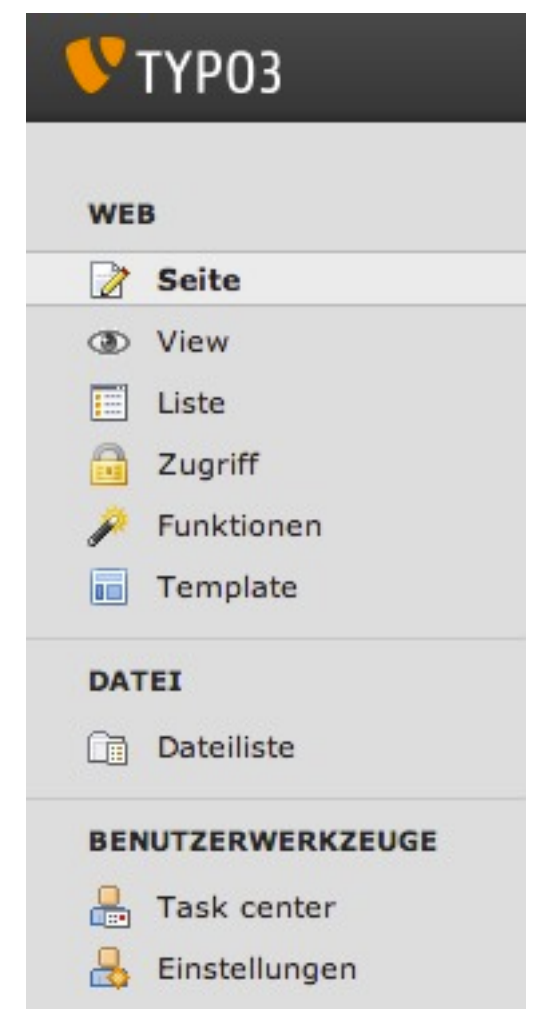 TYPO3
WEB
Seite
View
Liste
Zugriff
Funktionen
Template
DATEI
Dateiliste
BENUTZERWERKZEUGE
Task center
Einstellungen